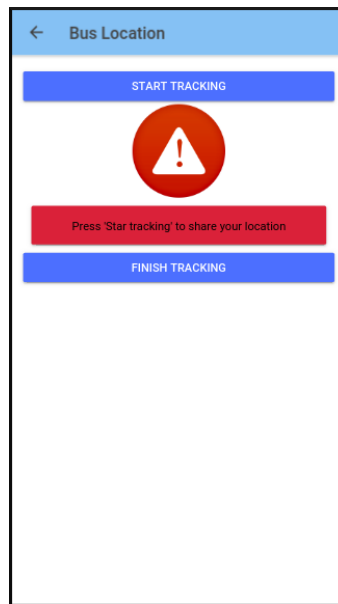 Bus Location
START TRACKING
Press 'Star tracking' to share your location
FINISH TRACKING